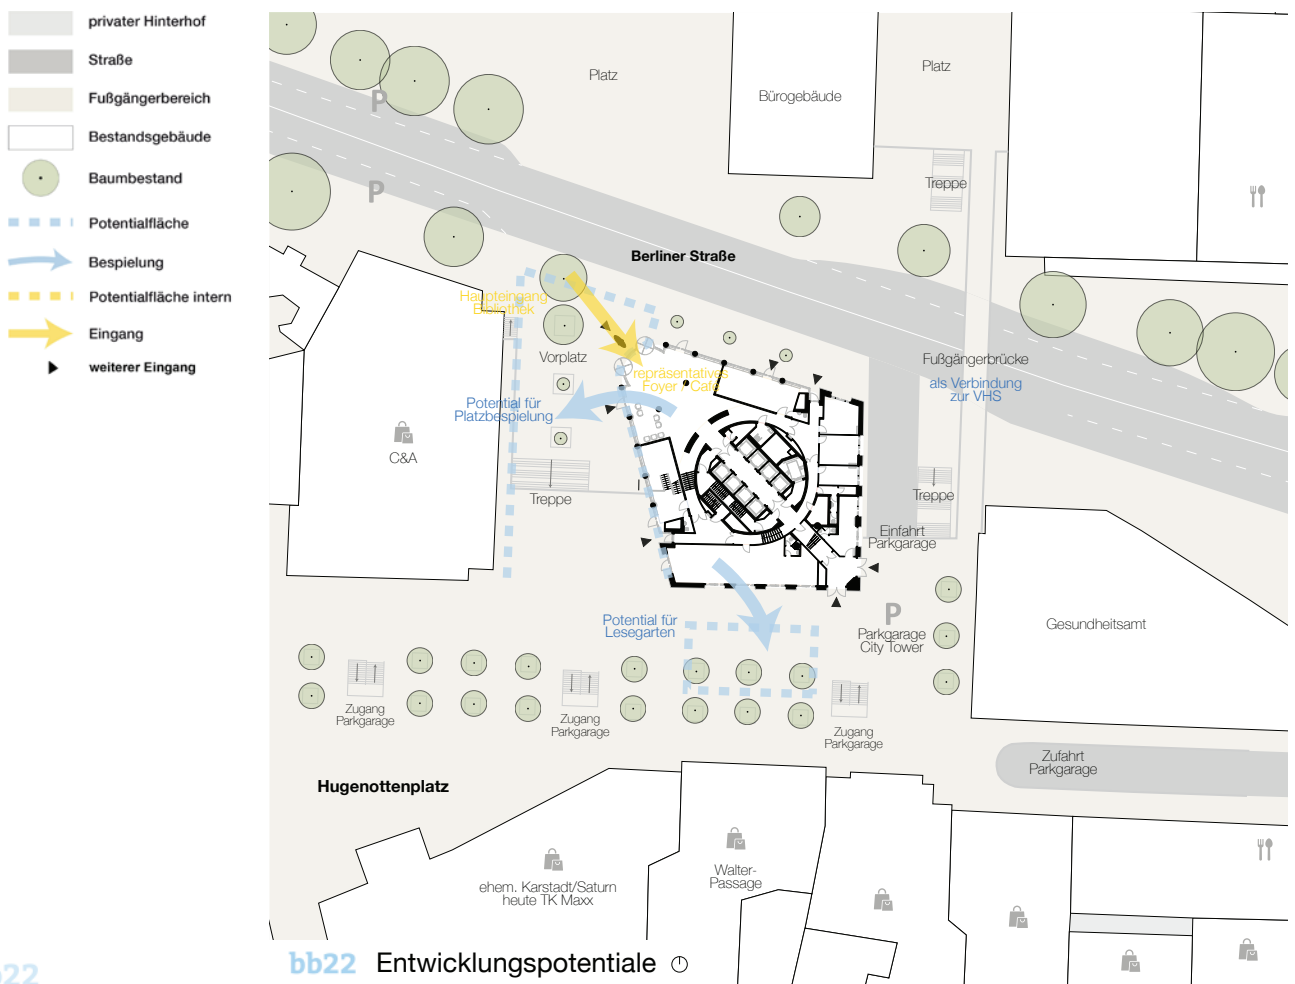 privater Hinterhof
Straße
Fußgängerbereich
Bestandsgebäude
Baumbestand
Potentialfläche
Bespielung
Potentialfläche intern
Eingang
weiterer Eingang
Platz
Bürogebäude
Platz
P
Treppe
P
Berliner Straße
Haupteingang
Bibliothek
Vorplatz
Fußgängerbrücke
als Verbindung
zur VHS
repräsentatives
Foyer / Café
Potential für
Platzbespielung
C&A
Treppe
Treppe
Einfahrt
Parkgarage
Potential für
Lesegarten
P
Parkgarage
City Tower
Gesundheitsamt
Zugang
Parkgarage
Zugang
Parkgarage
Zugang
Parkgarage
Zufahrt
Parkgarage
Hugenottenplatz
ehem. Karstadt/Saturn
heute TK Maxx
Walter-
Passage
bb22 Entwicklungspotentiale
22